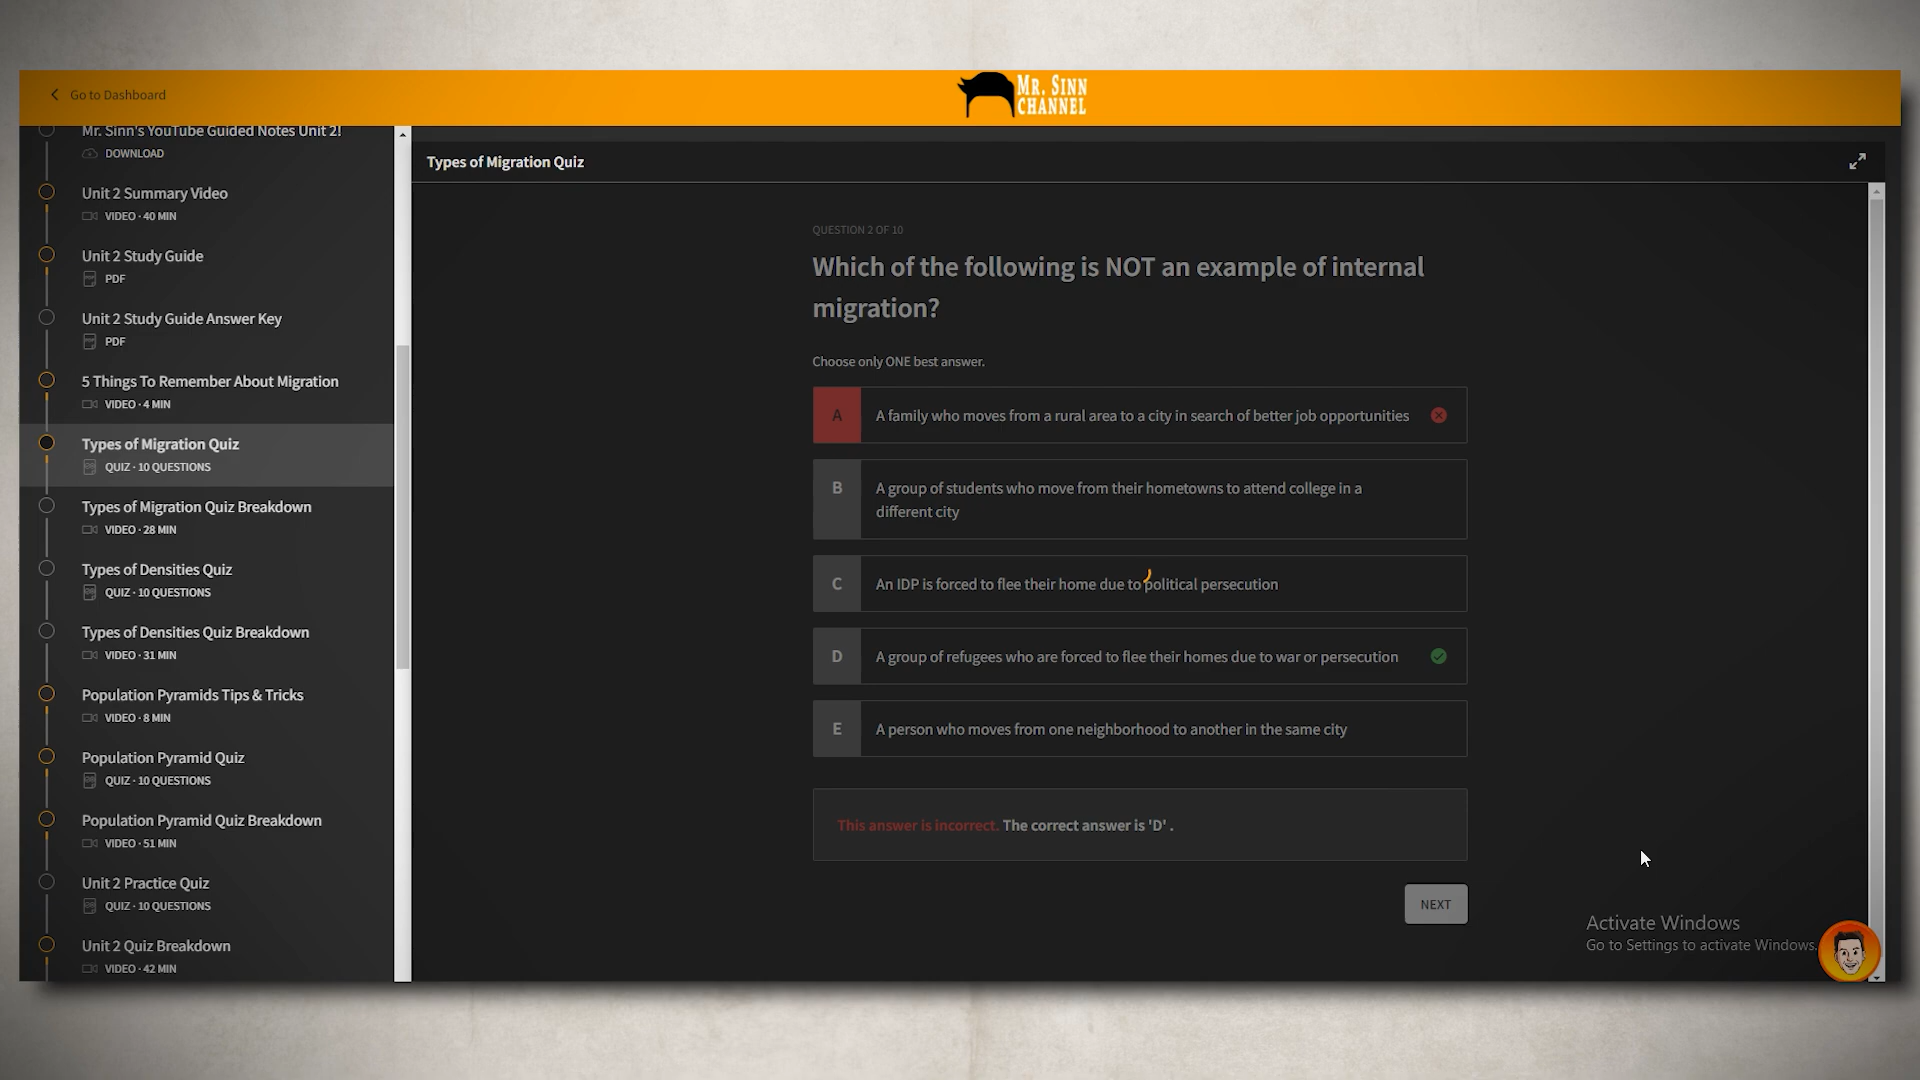 Go to Dashboard
MR. SINN
CHANNEL
Mr. Sinn's YouTube Guided Notes Unit 2!
DOWNLOAD
Unit 2 Summary Video
VIDEO · 40 MIN
Unit 2 Study Guide
PDF
Unit 2 Study Guide Answer Key
PDF
5 Things To Remember About Migration
VIDEO · 4 MIN
Types of Migration Quiz
QUIZ · 10 QUESTIONS
Types of Migration Quiz Breakdown
VIDEO · 28 MIN
Types of Densities Quiz
QUIZ · 10 QUESTIONS
Types of Densities Quiz Breakdown
VIDEO · 31 MIN
Population Pyramids Tips & Tricks
VIDEO · 8 MIN
Population Pyramid Quiz
QUIZ · 10 QUESTIONS
Population Pyramid Quiz Breakdown
VIDEO · 51 MIN
Unit 2 Practice Quiz
QUIZ · 10 QUESTIONS
Unit 2 Quiz Breakdown
VIDEO · 42 MIN
Types of Migration Quiz
QUESTION 2 OF 10
Which of the following is NOT an example of internal
migration?
Choose only ONE best answer.
A A family who moves from a rural area to a city in search of better job opportunities
B A group of students who move from their hometowns to attend college in a
different city
C An IDP is forced to flee their home due to political persecution
D A group of refugees who are forced to flee their homes due to war or persecution
E A person who moves from one neighborhood to another in the same city
This answer is incorrect. The correct answer is 'D' .
NEXT
Activate Windows
Go to Settings to activate Windows.